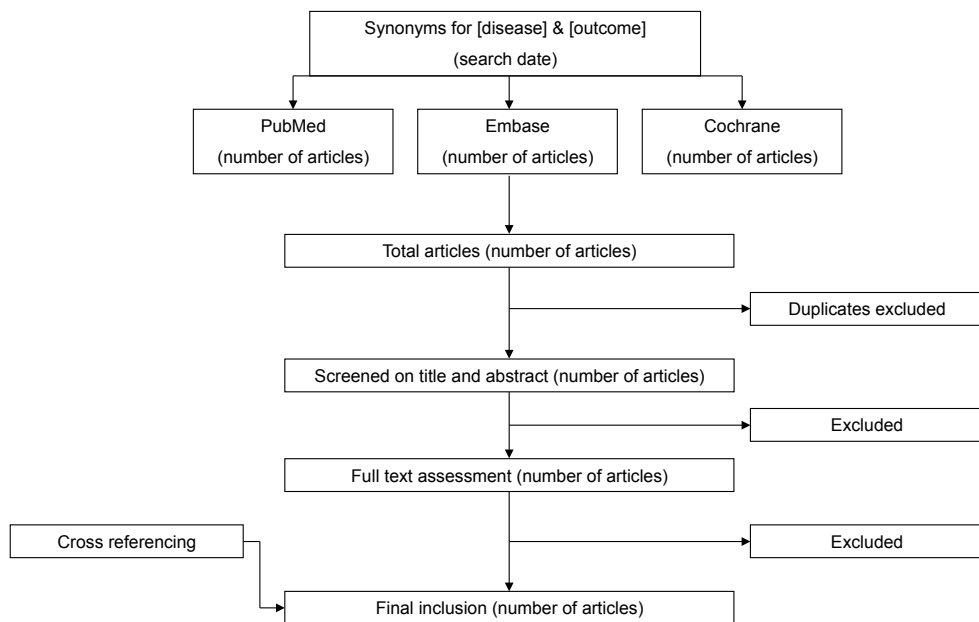 Synonyms for [disease] & [outcome]
(search date)
PubMed
(number of articles)
Embase
(number of articles)
Cochrane
(number of articles)
Total articles (number of articles)
Duplicates excluded
Screened on title and abstract (number of articles)
Excluded
Full text assessment (number of articles)
Cross referencing
Excluded
Final inclusion (number of articles)